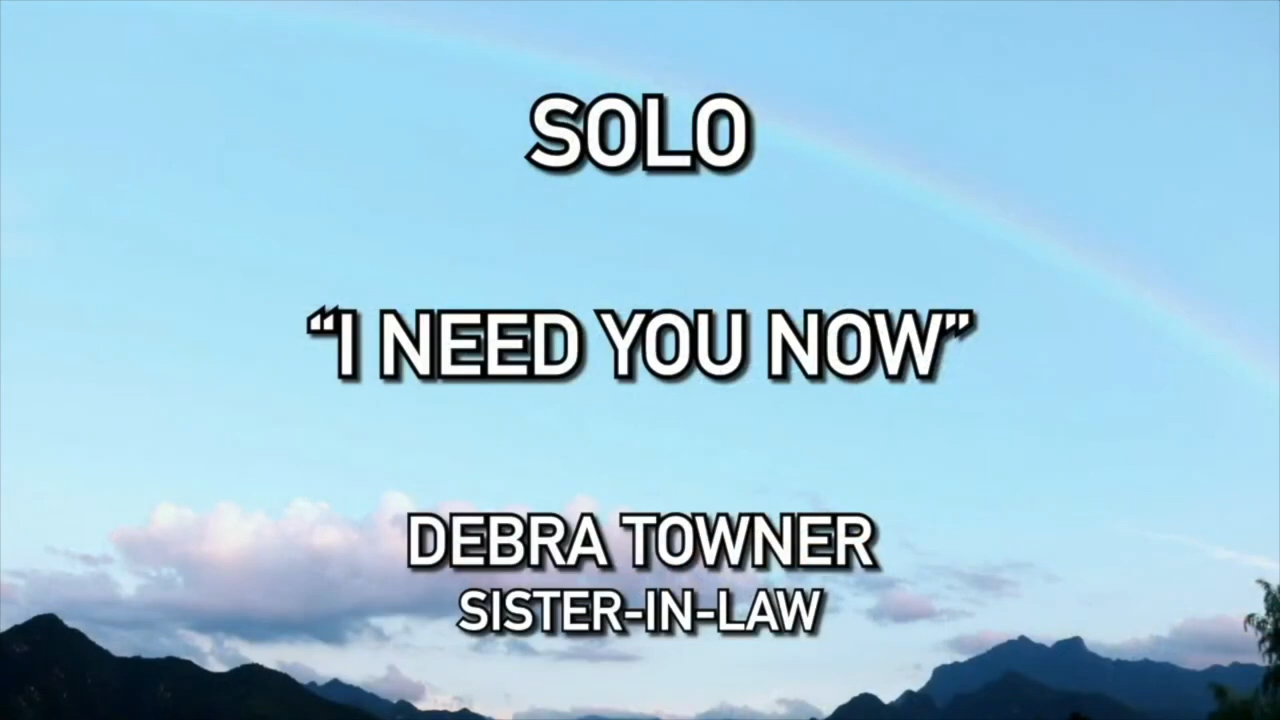 SOLO
“I NEED YOU NOW”
DEBRA TOWNER
SISTER-IN-LAW